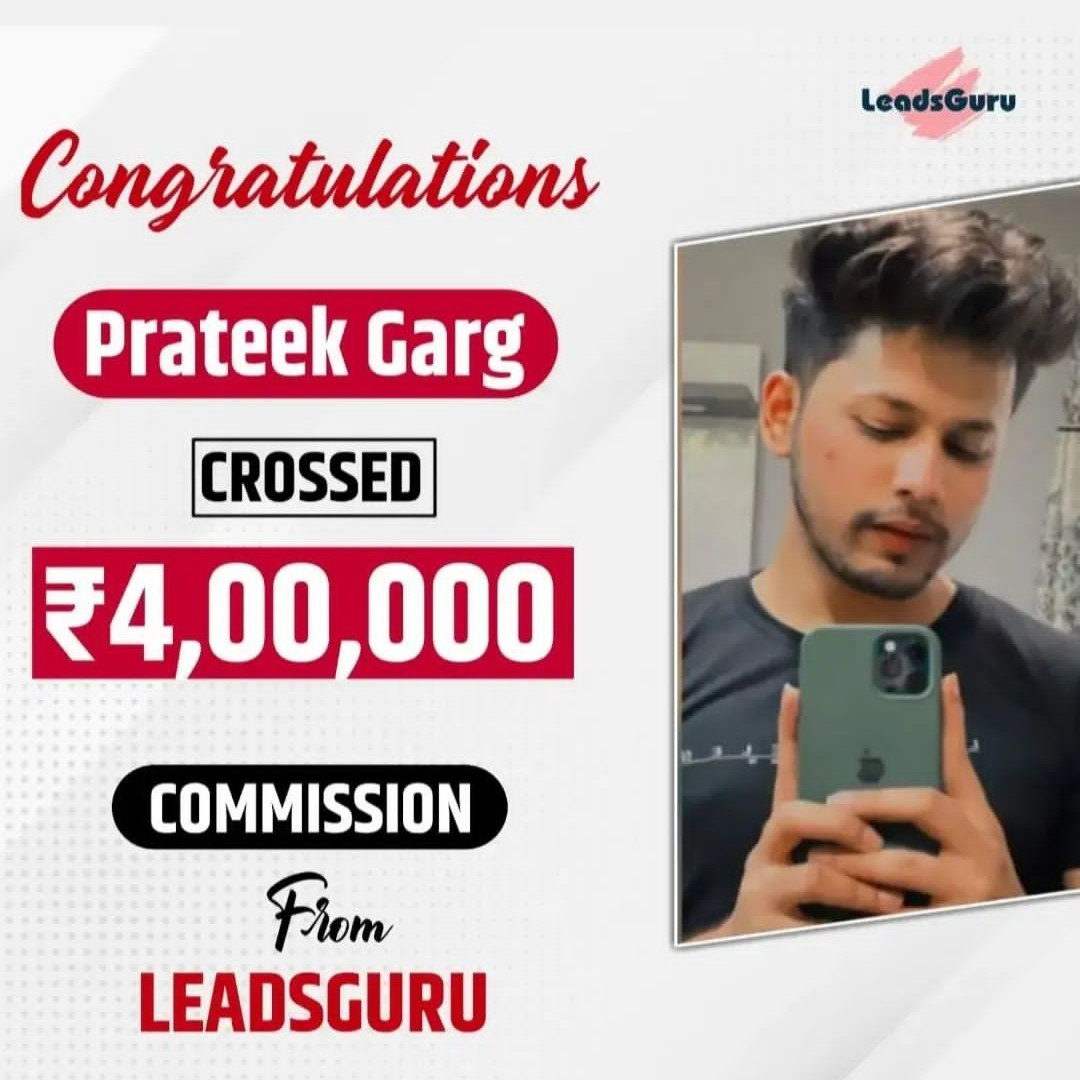 LeadsGuru
Congratulations
Prateek Garg
CROSSED
₹4,00,000
COMMISSION
From
LEADSGURU